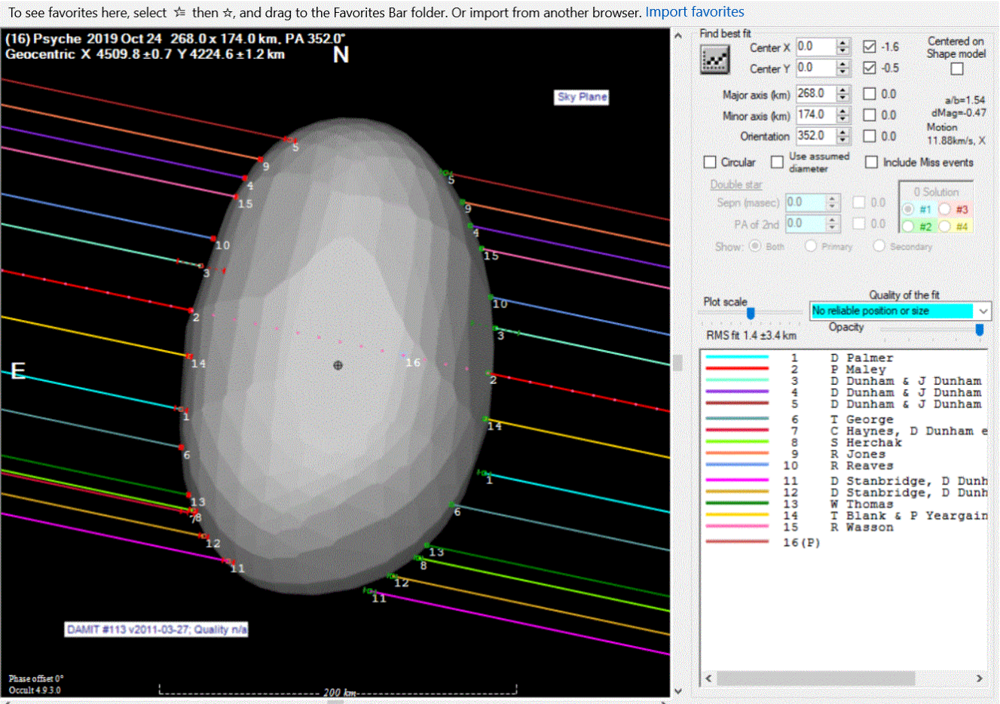 To see favorites here, select then , and drag to the Favorites Bar folder. Or import from another browser. Import favorites
(16) Psyche 2019 Oct 24 268.0 x 174.0 km, PA 352.0°
Geocentric X 4509.8 ±0.7 Y 4224.6 ±1.2 km
N
Sky Plane
5
9
4
15
10
3
2
14
1
6
13
7
8
12
11
5
9
4
15
10
3
16
2
14
1
6
13
8
12
11
E
DAMIT #113 v2011-03-27; Quality n/a
Phase offset 0°
Occult 4.9.3.0
200 km
Find best fit
Center X 0.0 -1.6
Center Y 0.0 -0.5
Centered on
Shape model
Major axis (km) 268.0 0.0
Minor axis (km) 174.0 0.0
Orientation 352.0 0.0
a/b=1.54
dMag=-0.47
Motion
11.88km/s, X
Circular
Use assumed
diameter
Include Miss events
Double star
Sepn (masec) 0.0 0.0
PA of 2nd 0.0 0.0
0 Solution
#1 #3
#2 #4
Show: Both Primary Secondary
Plot scale
Quality of the fit
No reliable position or size
RMS fit 1.4 ±3.4 km
Opacity
1 D Palmer
2 P Maley
3 D Dunham & J Dunham
4 D Dunham & J Dunham
5 D Dunham & J Dunham
6 T George
7 C Haynes, D Dunham e
8 S Herchak
9 R Jones
10 R Reaves
11 D Stanbridge, D Dunh
12 D Stanbridge, D Dunh
13 W Thomas
14 T Blank & P Yeargain
15 R Wasson
16(P)